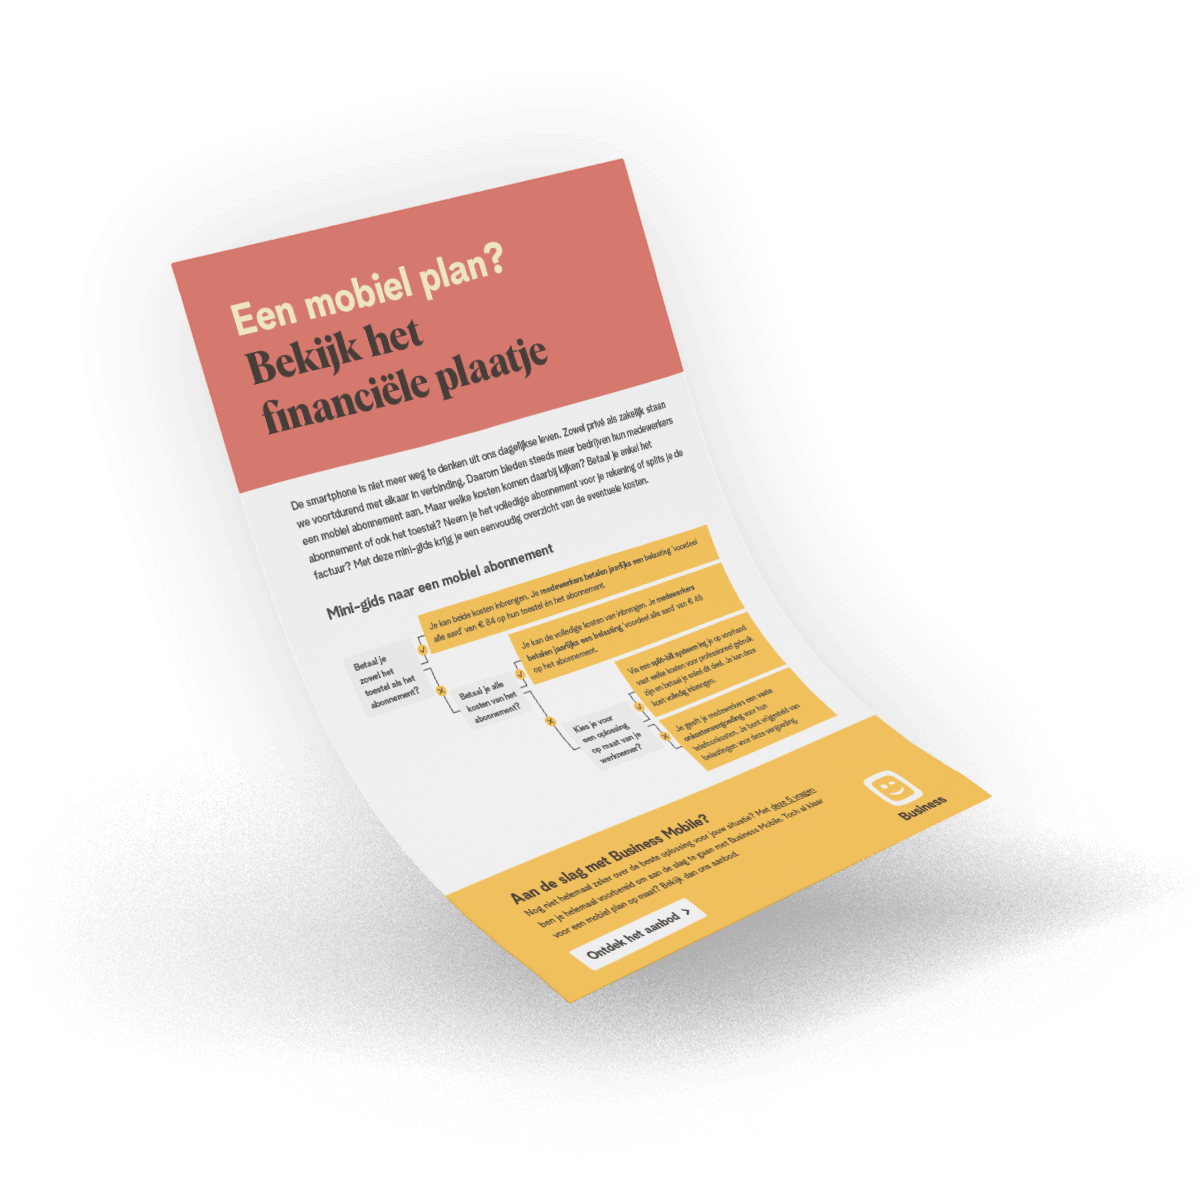 Een mobiel plan?
Bekijk het
financiële plaatje
De smartphone is niet meer weg te denken uit ons dagelijkse leven. Zowel privé als zakelijk staan
we voortdurend met elkaar in verbinding. Daarom bieden steeds meer bedrijven hun medewerkers
een mobiel abonnement aan. Maar welke kosten komen daarbij kijken? Betaal je enkel het
abonnement of ook het toestel? Neem je het volledige abonnement voor je rekening of splits je de
factuur? Met deze mini-gids krijg je een eenvoudig overzicht van de eventuele kosten.
Mini-gids naar een mobiel abonnement
Betaal je
zowel het
toestel als het
abonnement?
Je kan beide kosten inbrengen. Je medewerkers betalen jaarlijks een belasting 'voordeel
alle aard' van € 84 op hun toestel én het abonnement.
Betaal je alle
kosten van het
abonnement?
Je kan de volledige kosten van inbrengen. Je medewerkers
betalen jaarlijks een belasting 'voordeel alle aard' van € 48
op het abonnement.
Kies je voor
een oplossing
op maat van je
werknemer?
Via een split-bill systeem leg je op voorhand
vast welke kosten voor professioneel gebruik
zijn en betaal je enkel dit deel. Je kan deze
kost volledig inbrengen.
Je geeft je medewerkers een vaste
onkostenvergoeding voor hun
telefoonkosten. Je bent vrijgesteld van
belastingen voor deze vergoeding.
Aan de slag met Business Mobile?
Nog niet helemaal zeker over de beste oplossing voor jouw situatie? Met deze 5 vragen
ben je helemaal voorbereid om aan de slag te gaan met Business Mobile. Toch al klaar
voor een mobiel plan op maat? Bekijk dan ons aanbod.
Ontdek het aanbod
Business